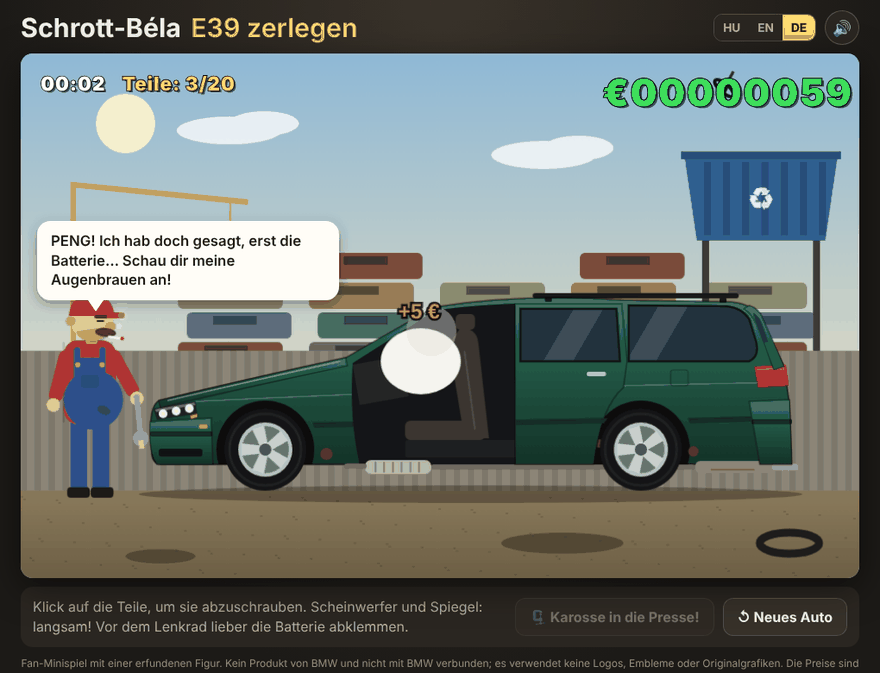 Schrott-Béla E39 zerlegen
HU EN DE
00:02 Teile: 3/20
€00000059
PENG! Ich hab doch gesagt, erst die
Batterie... Schau dir meine
Augenbrauen an!
+5 €
Klick auf die Teile, um sie abzuschrauben. Scheinwerfer und Spiegel:
langsam! Vor dem Lenkrad lieber die Batterie abklemmen.
Karosse in die Presse!
Neues Auto
Fan-Minispiel mit einer erfundenen Figur. Kein Produkt von BMW und nicht mit BMW verbunden; es verwendet keine Logos, Embleme oder Originalgrafiken. Die Preise sind